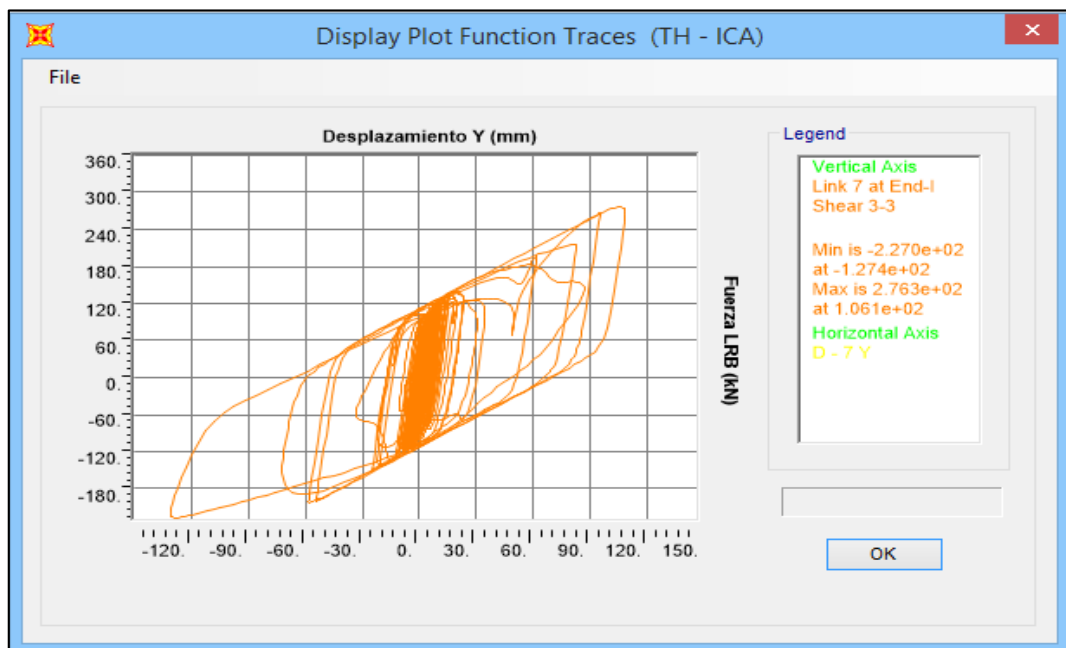 Display Plot Function Traces (TH - ICA)
File
Desplazamiento Y (mm)
360.
300.
240.
180.
120.
60.
0.
-60.
-120.
-180.
-120. -90. -60. -30. 0. 30. 60. 90. 120. 150.
Fuerza LRB (kN)
Legend
Vertical Axis
Link 7 at End-I
Shear 3-3
Min is -2.270e+02
at -1.274e+02
Max is 2.763e+02
at 1.061e+02
Horizontal Axis
D - 7 Y
OK